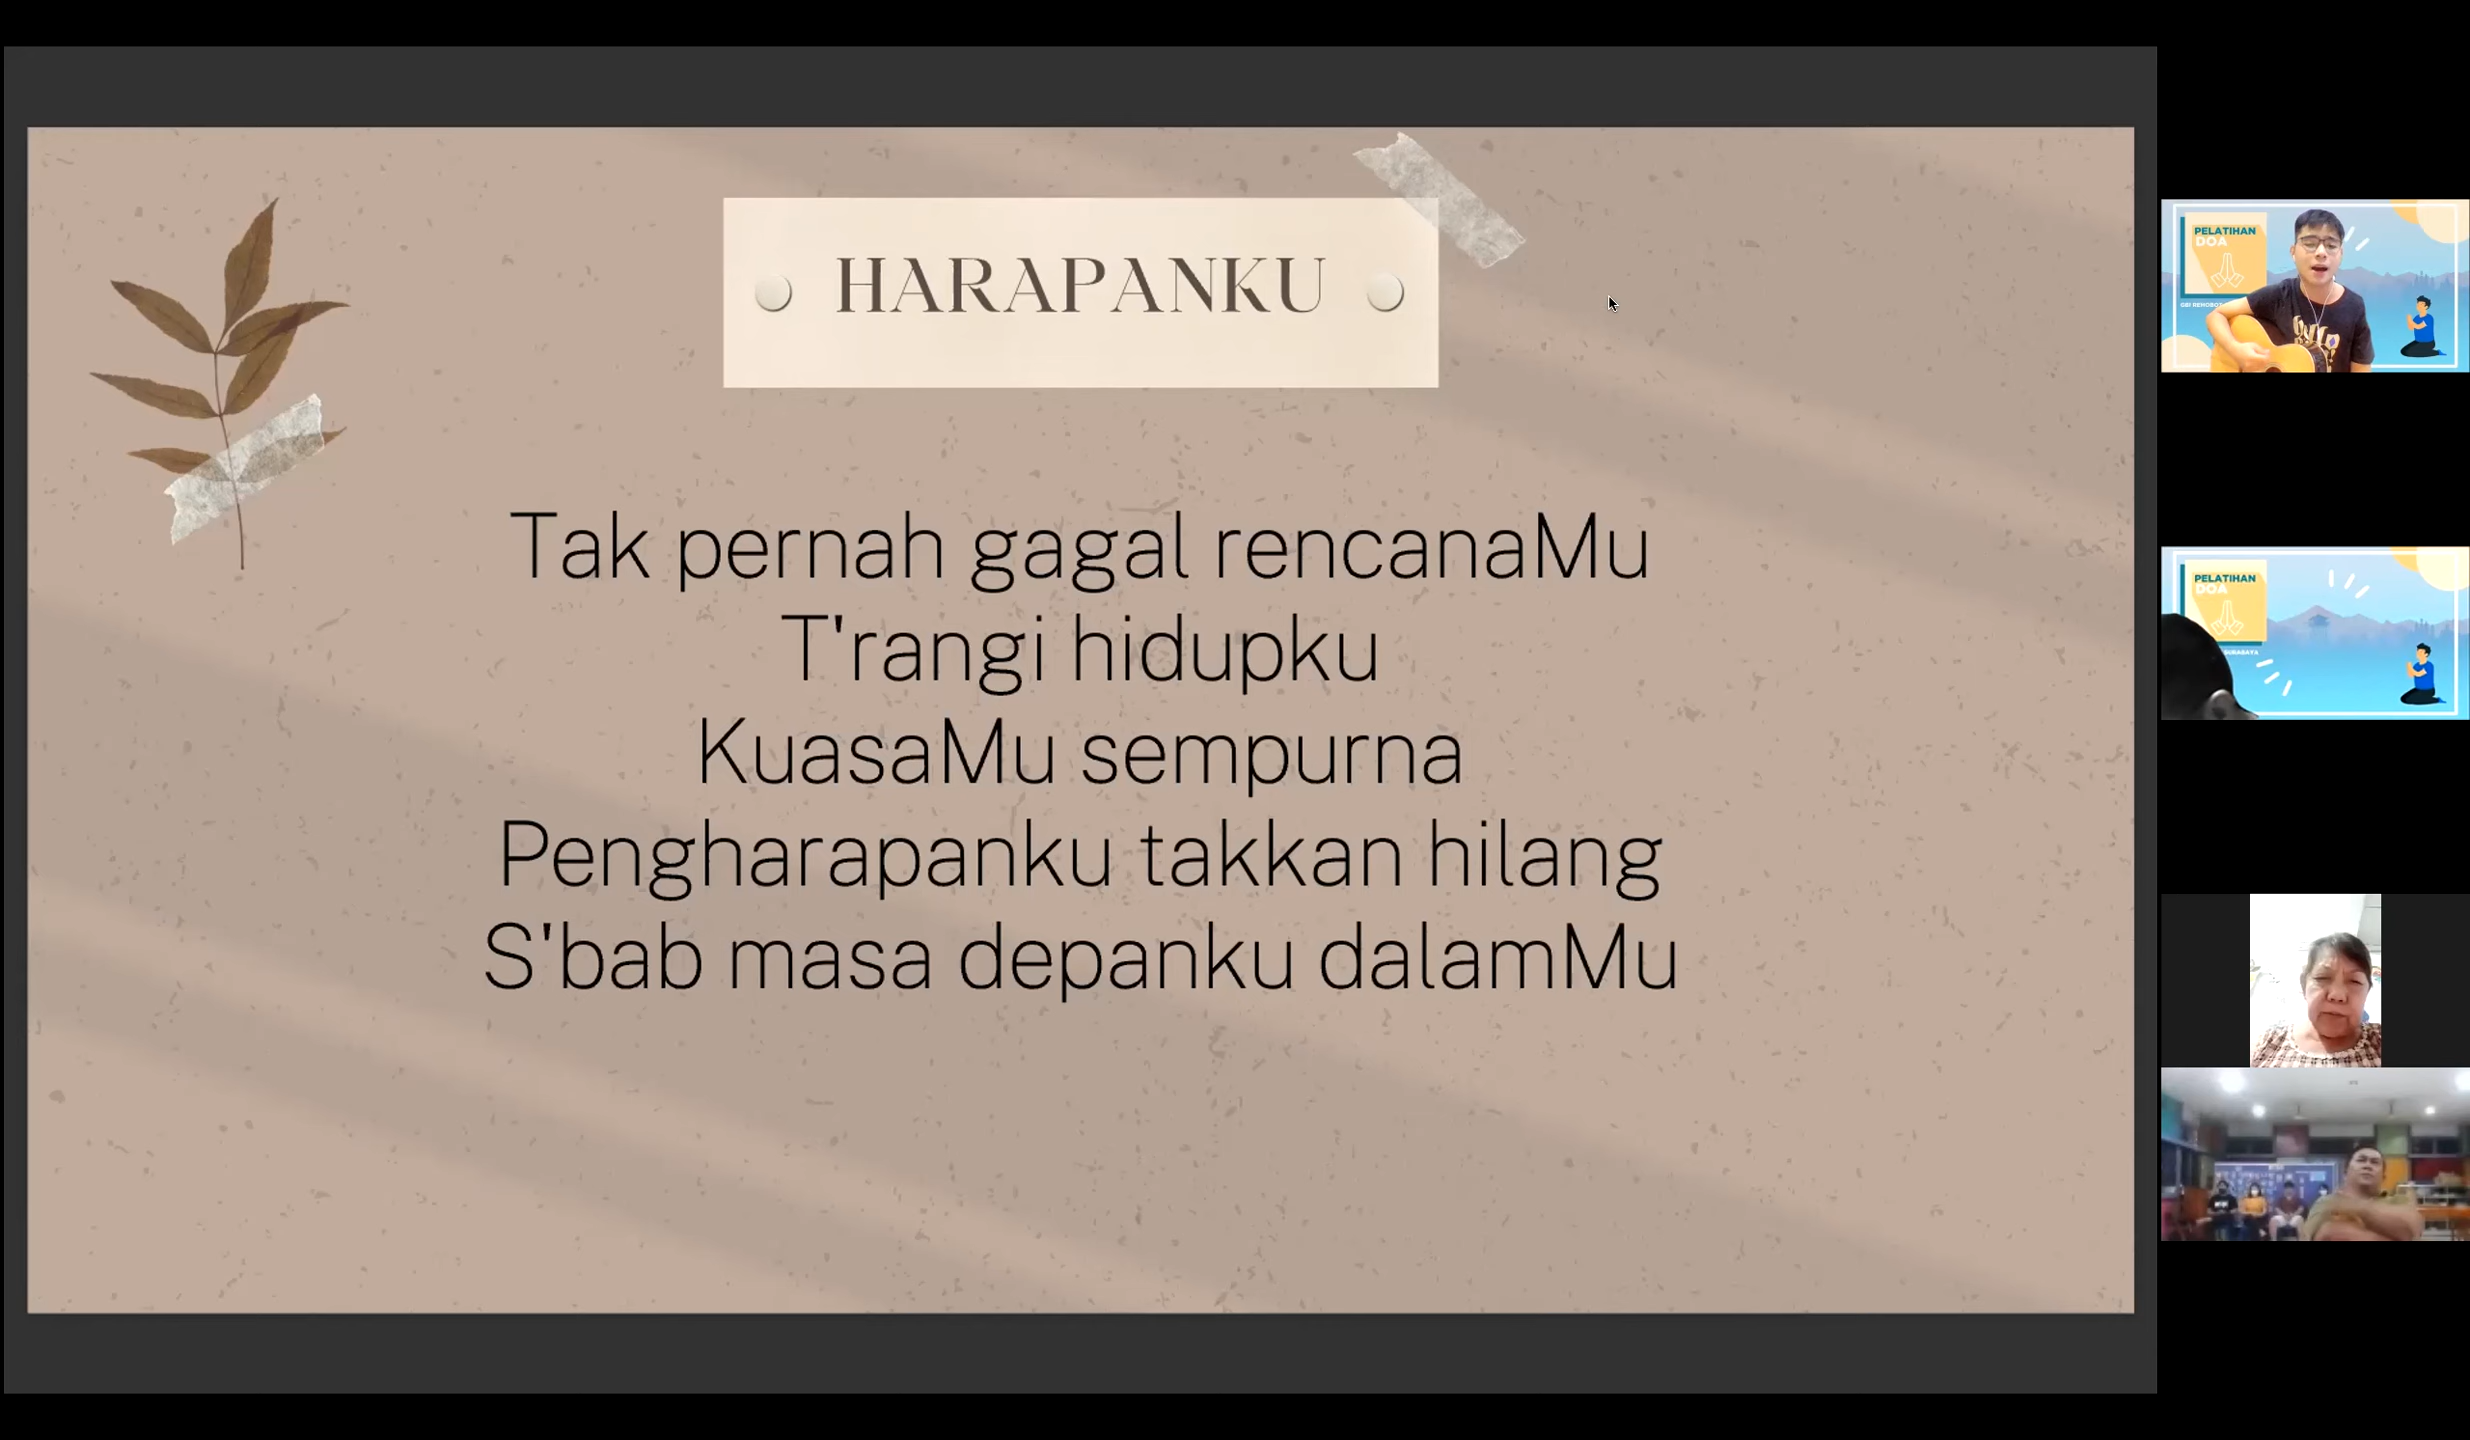 HARAPANKU
Tak pernah gagal rencanaMu
T'rangi hidupku
KuasaMu sempurna
Pengharapanku takkan hilang
S'bab masa depanku dalamMu
PELATIHAN
DOA
PELATIHAN
DOA
SURABAYA